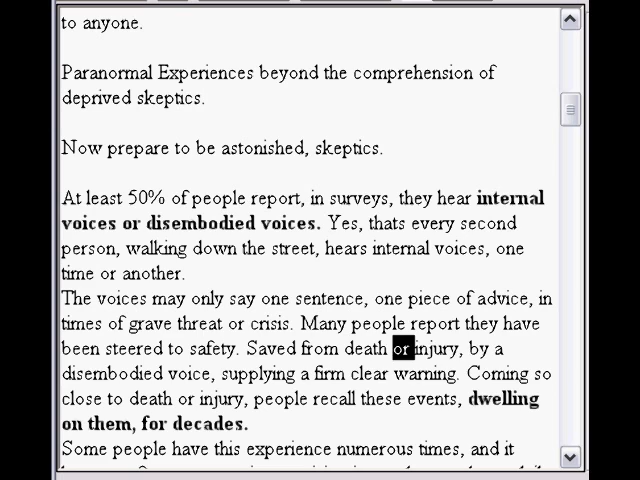 to anyone.
Paranormal Experiences beyond the comprehension of
deprived skeptics.
Now prepare to be astonished, skeptics.
At least 50% of people report, in surveys, they hear internal
voices or disembodied voices. Yes, thats every second
person, walking down the street, hears internal voices, one
time or another.
The voices may only say one sentence, one piece of advice, in
times of grave threat or crisis. Many people report they have
been steered to safety. Saved from death or injury, by a
disembodied voice, supplying a firm clear warning. Coming so
close to death or injury, people recall these events, dwelling
on them, for decades.
Some people have this experience numerous times, and it